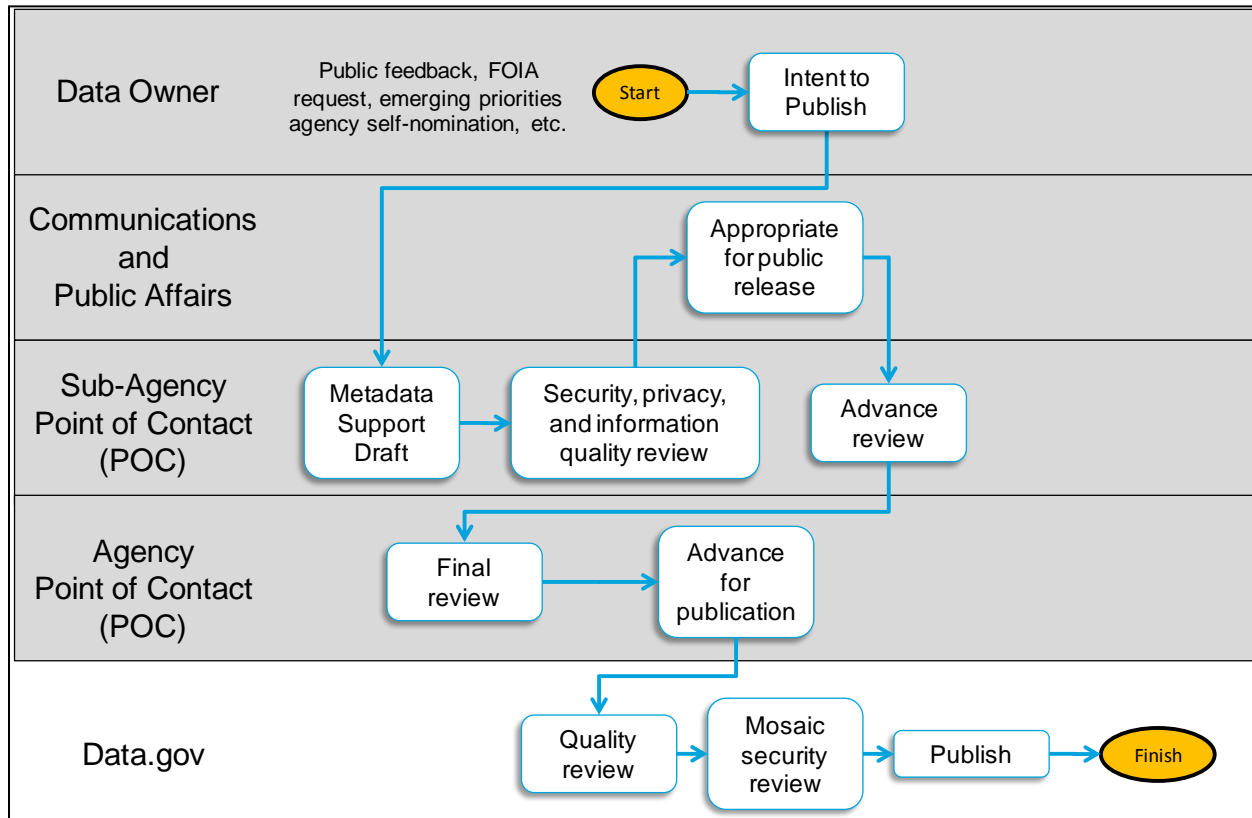 Data Owner
Public feedback, FOIA
request, emerging priorities
agency self-nomination, etc.
Start
Intent to
Publish
Communications
and
Public Affairs
Appropriate
for public
release
Sub-Agency
Point of Contact
(POC)
Metadata
Support
Draft
Security, privacy,
and information
quality review
Advance
review
Agency
Point of Contact
(POC)
Final
review
Advance
for
publication
Data.gov
Quality
review
Mosaic
security
review
Publish
Finish